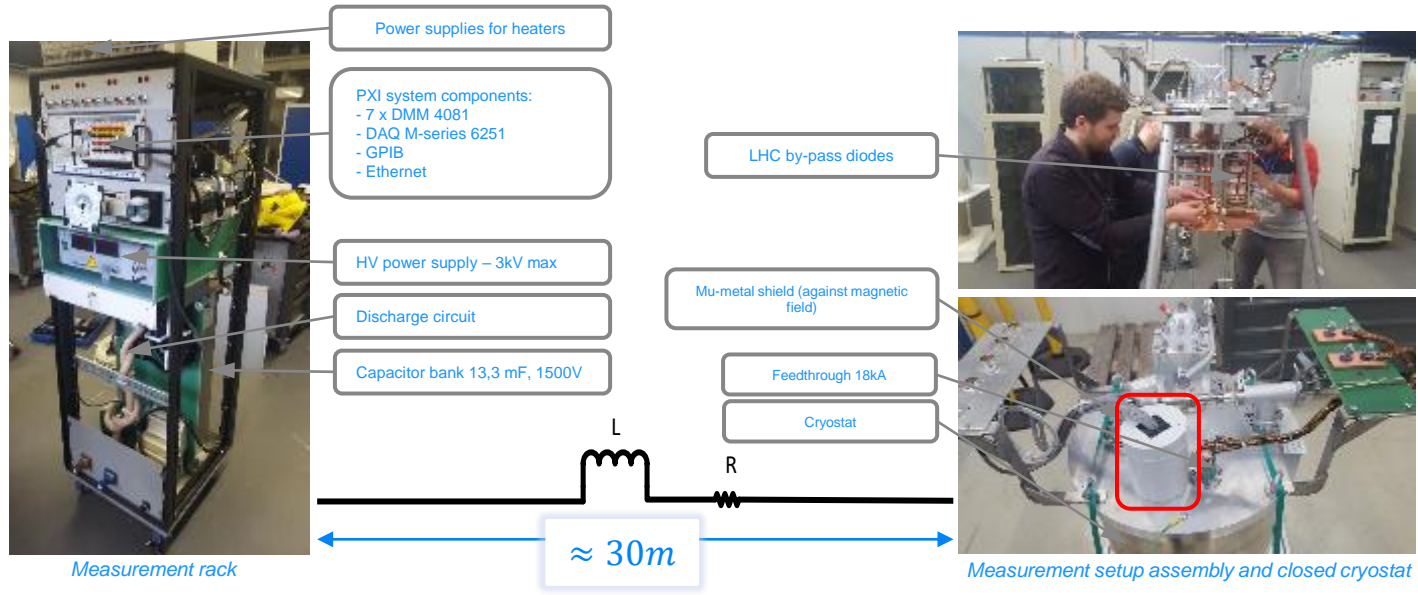 Power supplies for heaters
PXI system components:
- 7 x DMM 4081
- DAQ M-series 6251
- GPIB
- Ethernet
LHC by-pass diodes
HV power supply – 3kV max
Mu-metal shield (against magnetic
field)
Discharge circuit
Capacitor bank 13,3 mF, 1500V
Feedthrough 18kA
Cryostat
L
R
≈ 30m
Measurement rack
Measurement setup assembly and closed cryostat